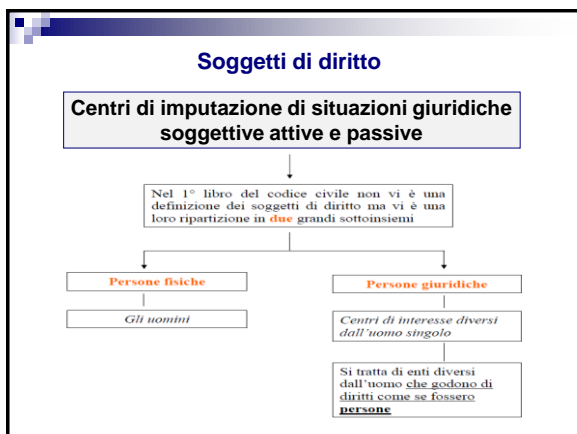 Soggetti di diritto
Centri di imputazione di situazioni giuridiche
soggettive attive e passive
Nel 1° libro del codice civile non vi è una
definizione dei soggetti di diritto ma vi è una
loro ripartizione in due grandi sottoinsiemi
Persone fisiche
Gli uomini
Persone giuridiche
Centri di interesse diversi
dall'uomo singolo
Si tratta di enti diversi
dall'uomo che godono di
diritti come se fossero
persone